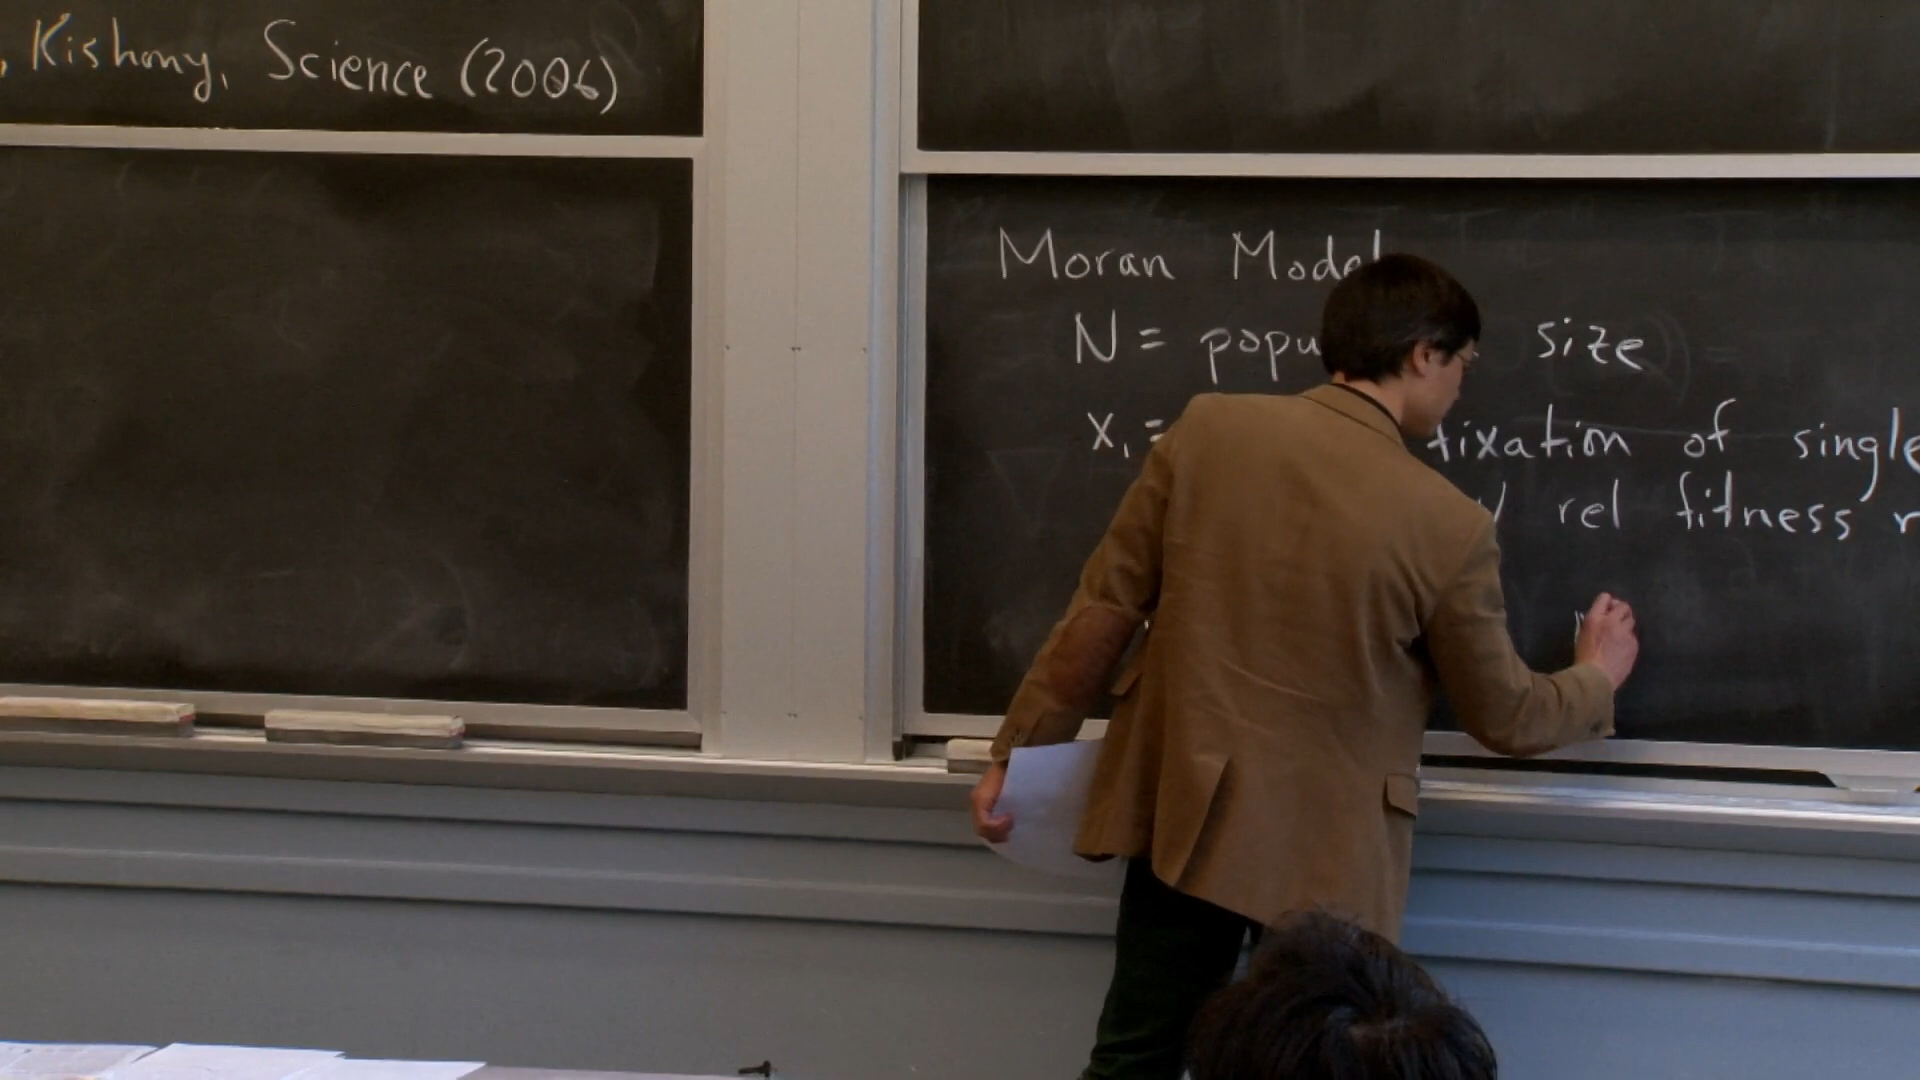 , Kishony, Science (2006)
Moran Model
N = popu size
x₁ = fixation of single
rel fitness r